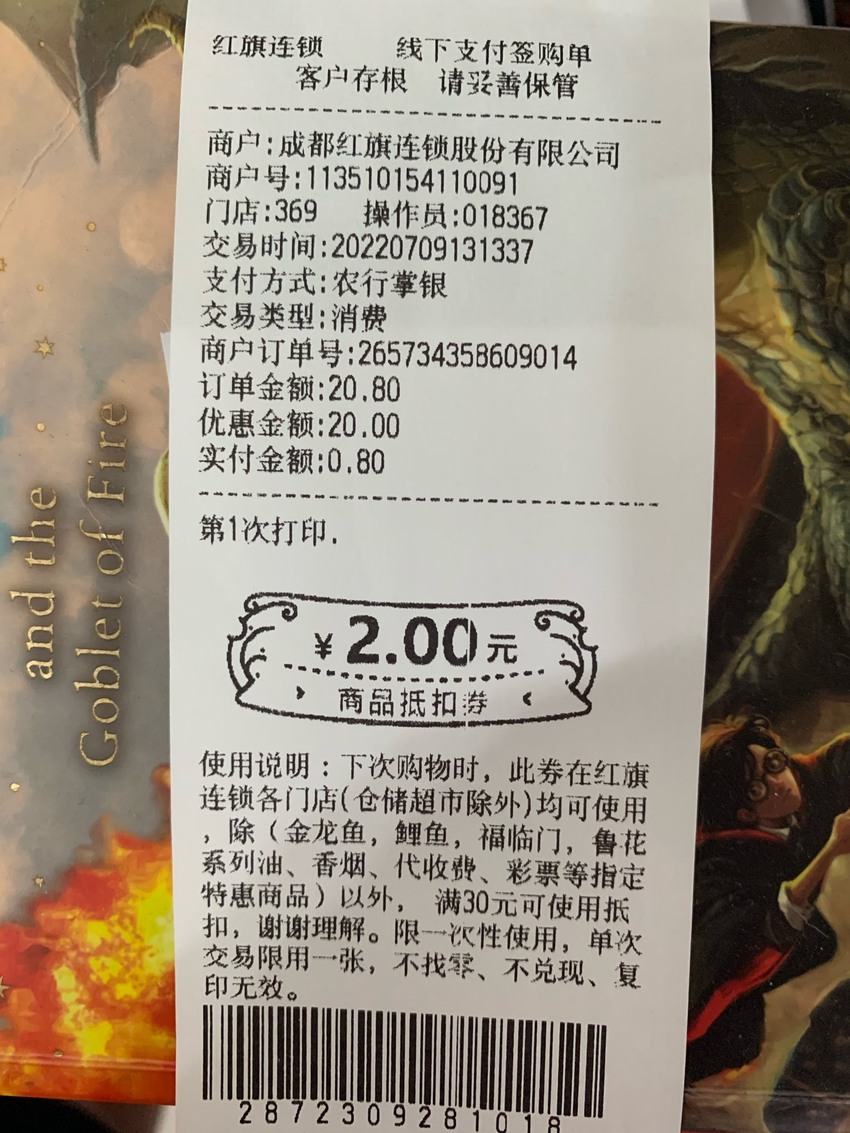 红旗连锁 线下支付签购单
客户存根 请妥善保管
商户:成都红旗连锁股份有限公司
商户号:113510154110091
门店:369 操作员:018367
交易时间:20220709131337
支付方式:农行掌银
交易类型:消费
商户订单号:265734358609014
订单金额:20.80
优惠金额:20.00
实付金额:0.80
第1次打印.
¥2.00元
商品抵扣券
使用说明：下次购物时，此券在红旗
连锁各门店(仓储超市除外)均可使用
，除（金龙鱼，鲤鱼，福临门，鲁花
系列油、香烟、代收费、彩票等指定
特惠商品）以外， 满30元可使用抵
扣，谢谢理解。限一次性使用，单次
交易限用一张，不找零、不兑现、复
印无效。
2872309281018
and the
Goblet of Fire